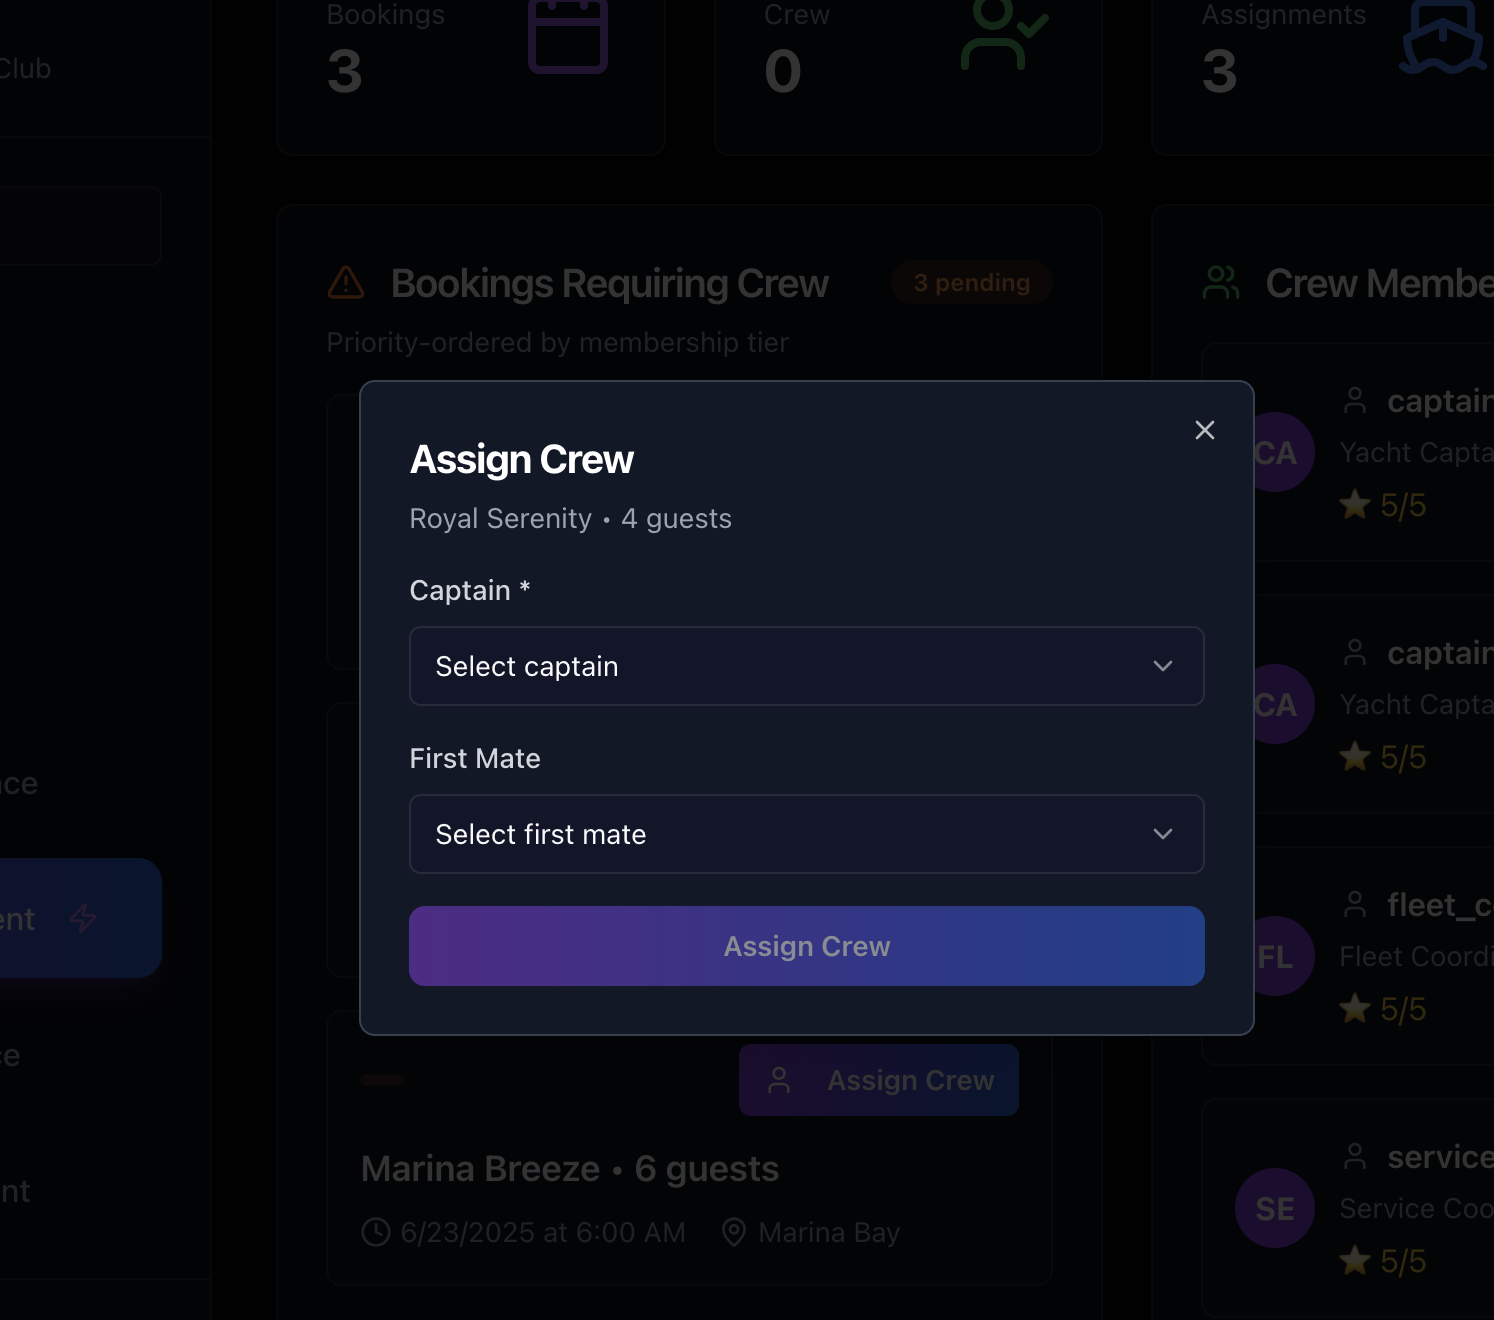 Bookings
3
Crew
0
Assignments
3
Club
Bookings Requiring Crew
3 pending
Priority-ordered by membership tier
Crew Membe
Assign Crew
Royal Serenity • 4 guests
Captain *
Select captain
First Mate
Select first mate
Assign Crew
CA
captain
Yacht Capta
5/5
CA
captain
Yacht Capta
5/5
FL
fleet_c
Fleet Coordi
5/5
SE
service
Service Coo
5/5
nce
ent
ce
nt
Assign Crew
Marina Breeze • 6 guests
6/23/2025 at 6:00 AM
Marina Bay